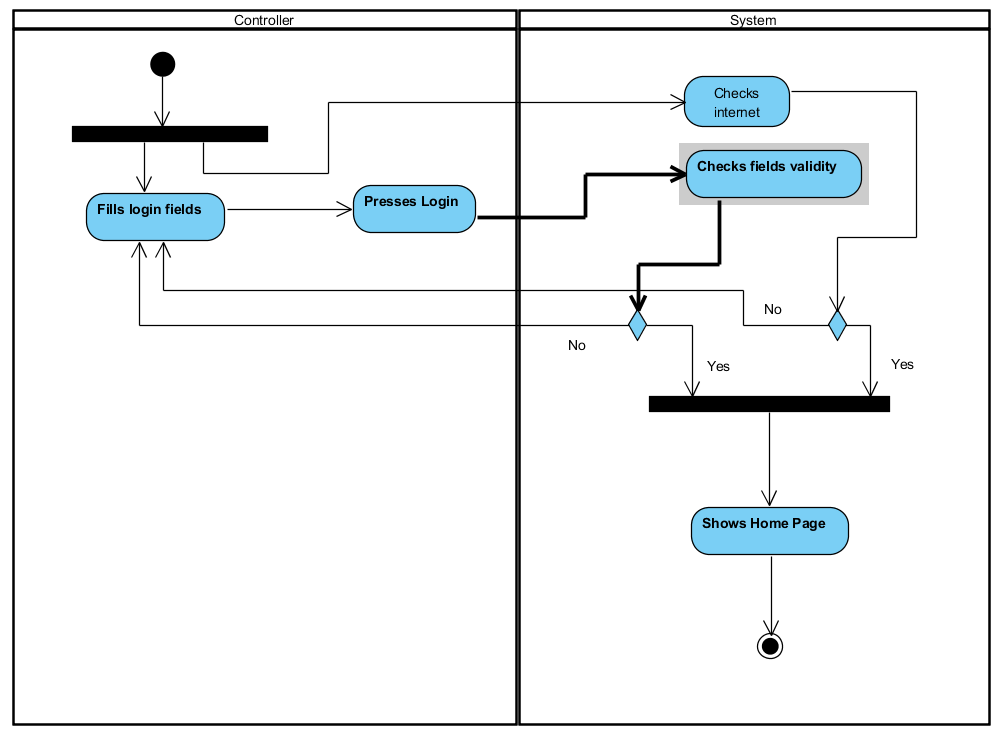 Controller
System
Checks
internet
Checks fields validity
Fills login fields
Presses Login
No
No
Yes
Yes
Shows Home Page